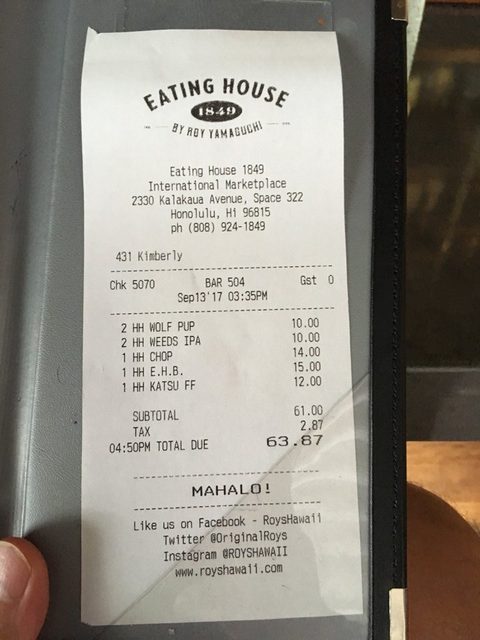 EATING HOUSE
1849
BY ROY YAMAGUCHI
Eating House 1849
International Marketplace
2330 Kalakaua Avenue, Space 322
Honolulu, Hi 96815
ph (808) 924-1849
431 Kimberly
Chk 5070 BAR 504 Gst 0
Sep13'17 03:35PM
2 HH WOLF PUP 10.00
2 HH WEEDS IPA 10.00
1 HH CHOP 14.00
1 HH E.H.B. 15.00
1 HH KATSU FF 12.00
SUBTOTAL 61.00
TAX 2.87
04:50PM TOTAL DUE 63.87
MAHALO!
Like us on Facebook - RoysHawaii
Twitter @OriginalRoys
Instagram @ROYSHAWAII
www.royshawaii.com